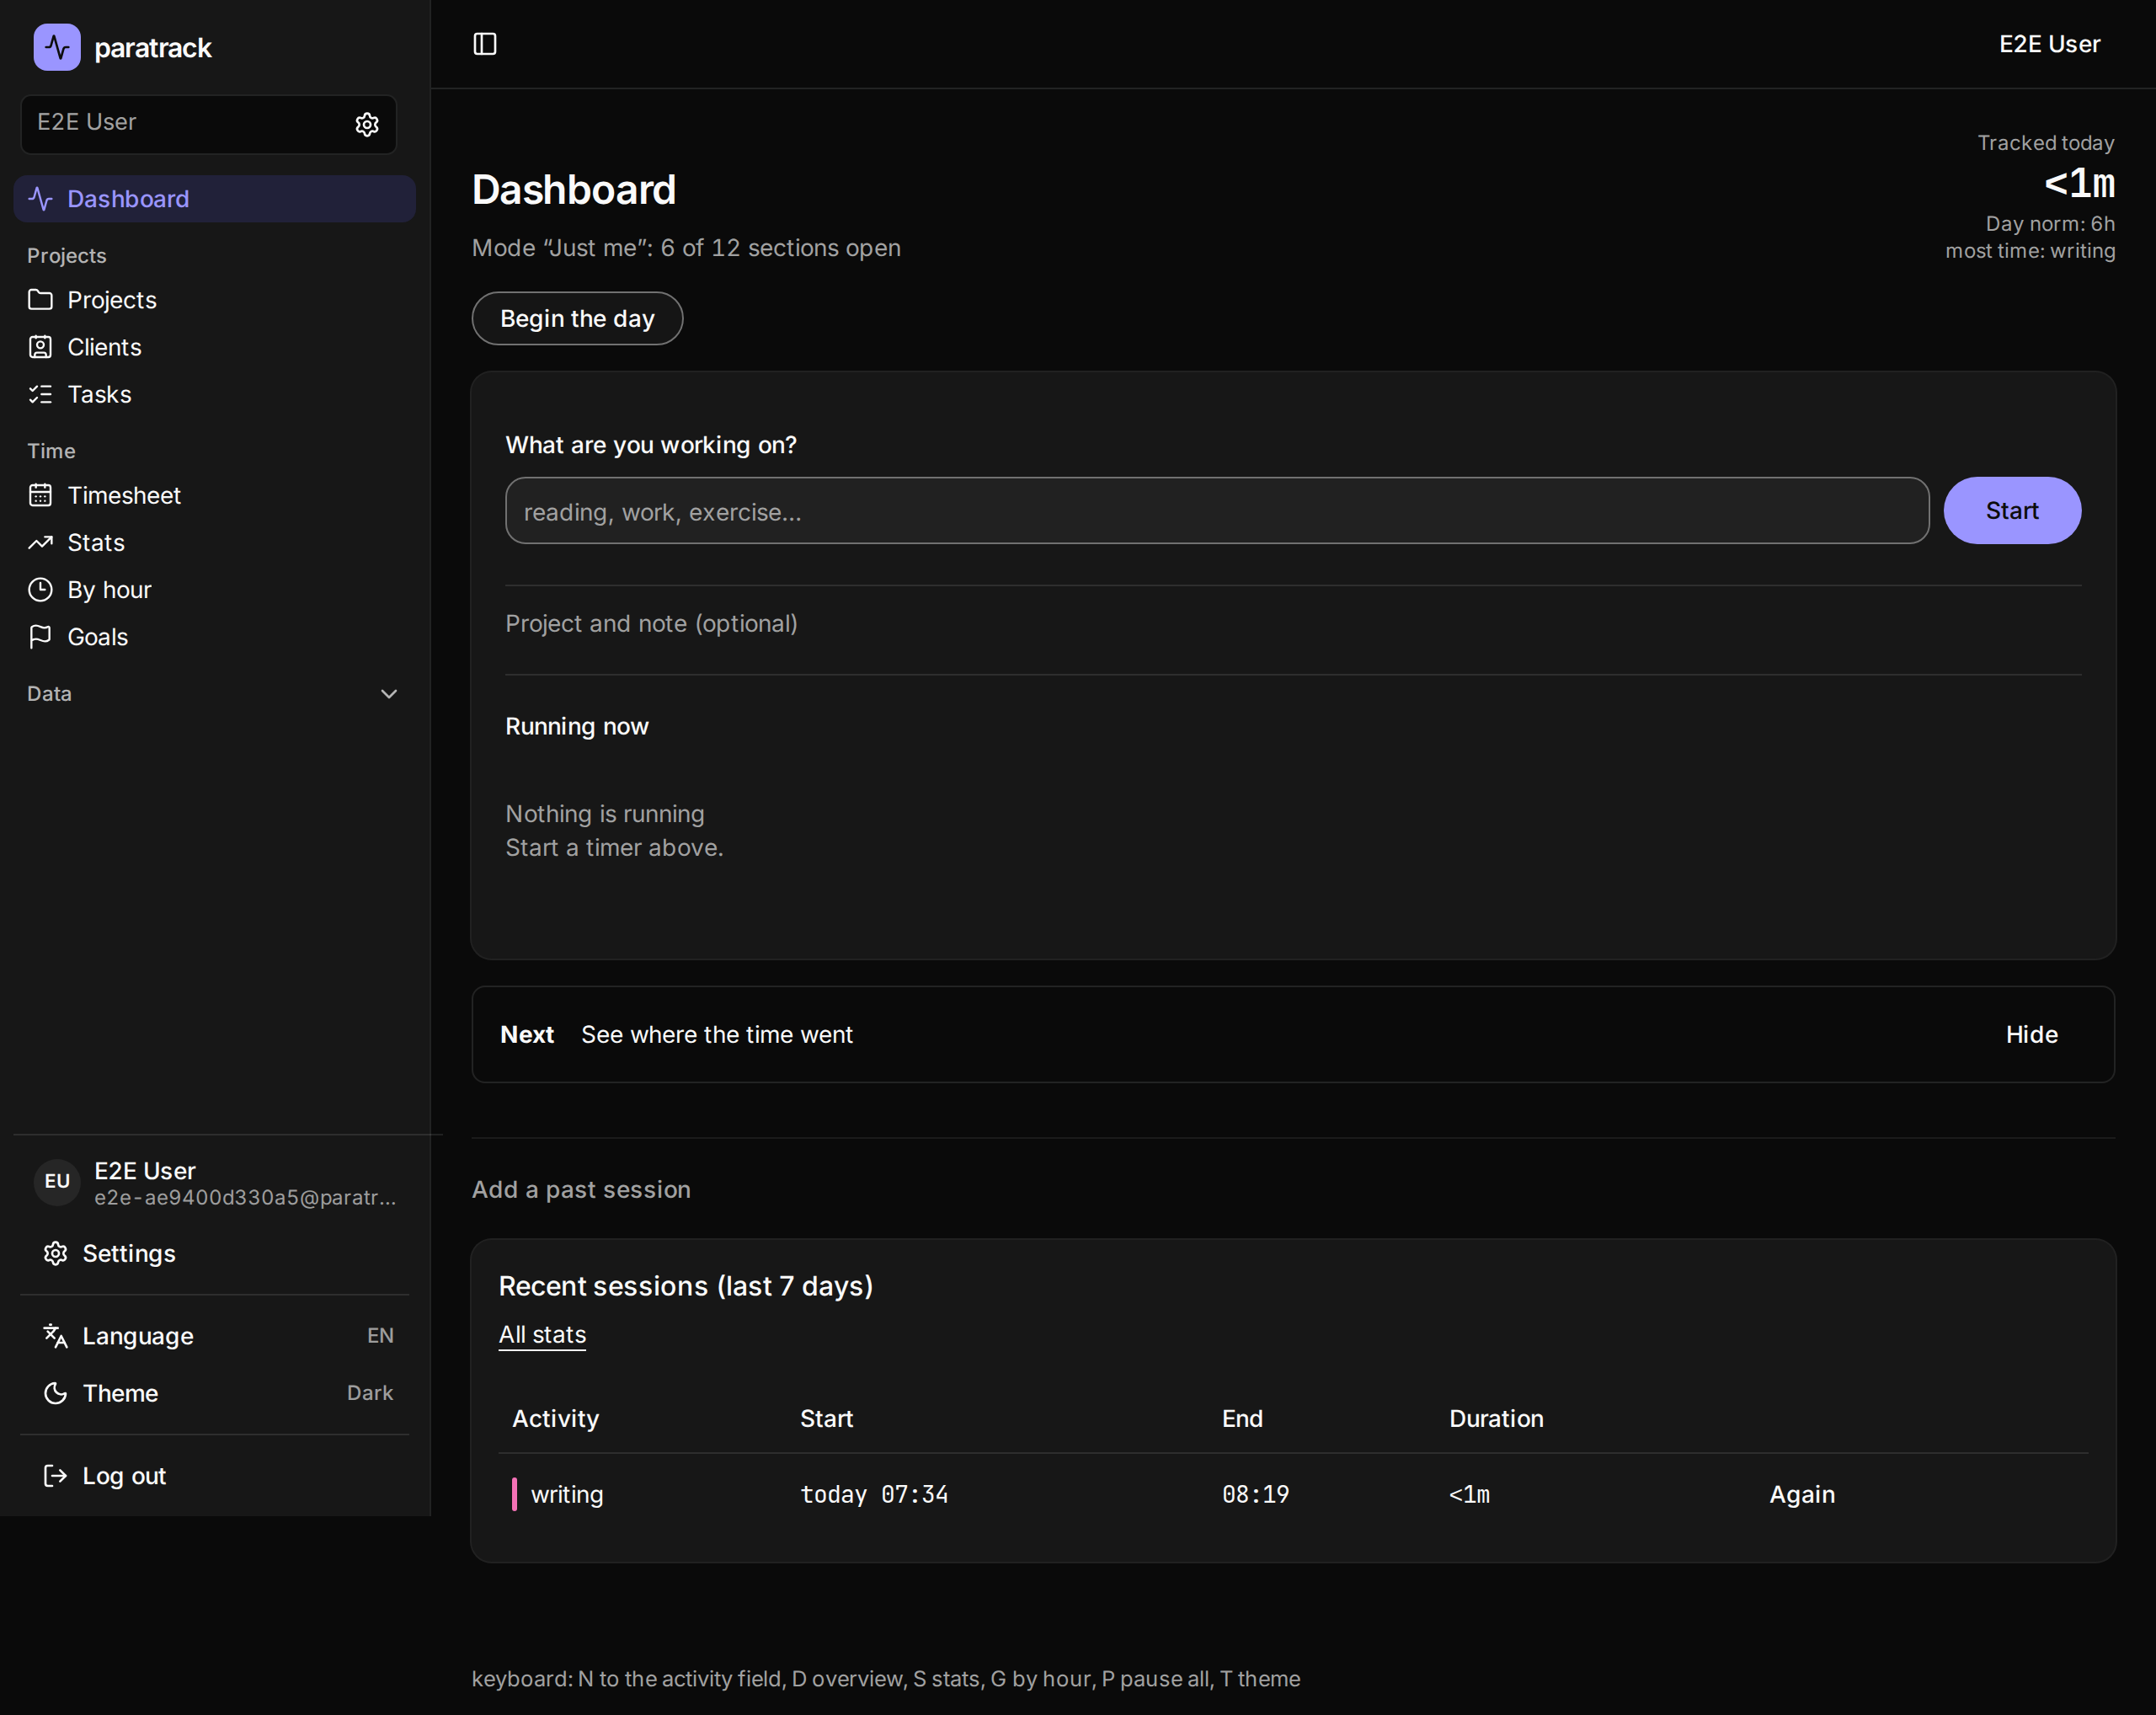 paratrack
E2E User
Dashboard
Projects
Projects
Clients
Tasks
Time
Timesheet
Stats
By hour
Goals
Data
EU
E2E User
e2e-ae9400d330a5@paratr...
Settings
Language EN
Theme Dark
Log out
E2E User
Dashboard
Mode “Just me”: 6 of 12 sections open
Tracked today
<1m
Day norm: 6h
most time: writing
Begin the day
What are you working on?
reading, work, exercise...
Start
Project and note (optional)
Running now
Nothing is running
Start a timer above.
Next See where the time went Hide
Add a past session
Recent sessions (last 7 days)
All stats
Activity Start End Duration
writing today 07:34 08:19 <1m Again
keyboard: N to the activity field, D overview, S stats, G by hour, P pause all, T theme